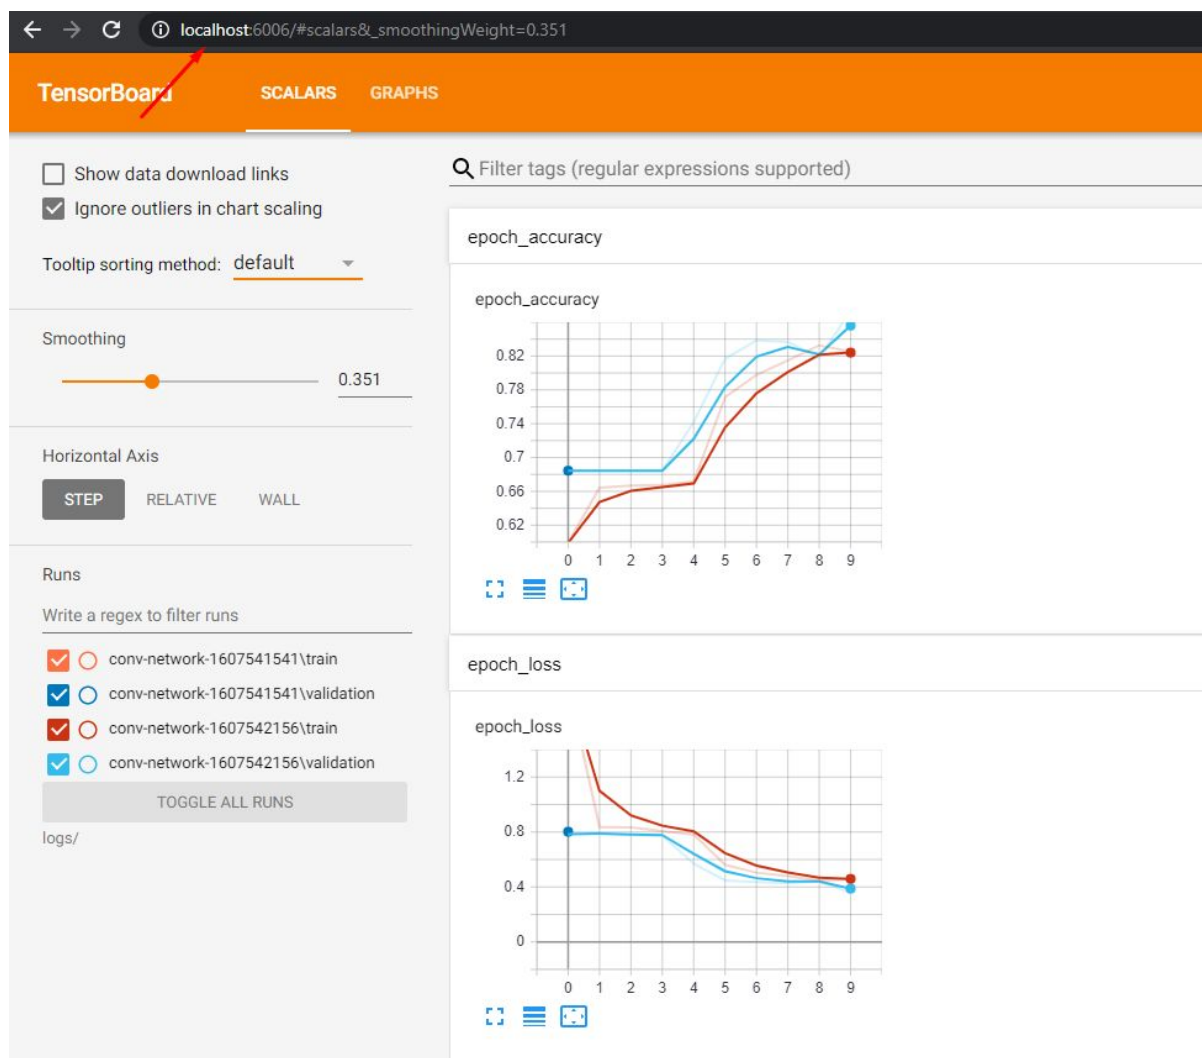 localhost:6006/#scalars&_smoothingWeight=0.351
TensorBoard SCALARS GRAPHS
Show data download links
Ignore outliers in chart scaling
Tooltip sorting method: default
Smoothing
0.351
Horizontal Axis
STEP RELATIVE WALL
Runs
Write a regex to filter runs
conv-network-1607541541\train
conv-network-1607541541\validation
conv-network-1607542156\train
conv-network-1607542156\validation
TOGGLE ALL RUNS
logs/
Filter tags (regular expressions supported)
epoch_accuracy
epoch_accuracy
0.82
0.78
0.74
0.7
0.66
0.62
0 1 2 3 4 5 6 7 8 9
epoch_loss
epoch_loss
1.2
0.8
0.4
0
0 1 2 3 4 5 6 7 8 9